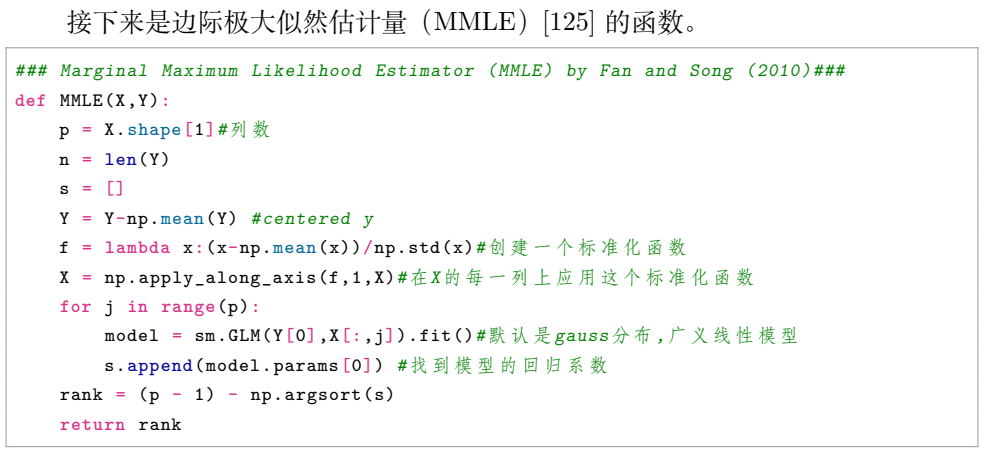 接下来是边际极大似然估计量（MMLE）[125] 的函数。
### Marginal Maximum Likelihood Estimator (MMLE) by Fan and Song (2010)###
def MMLE(X,Y):
    p = X.shape[1]#列数
    n = len(Y)
    s = []
    Y = Y-np.mean(Y) #centered y
    f = lambda x:(x-np.mean(x))/np.std(x)#创建一个标准化函数
    X = np.apply_along_axis(f,1,X)#在X的每一列上应用这个标准化函数
    for j in range(p):
        model = sm.GLM(Y[0],X[:,j]).fit()#默认是gauss分布,广义线性模型
        s.append(model.params[0]) #找到模型的回归系数
    rank = (p - 1) - np.argsort(s)
    return rank